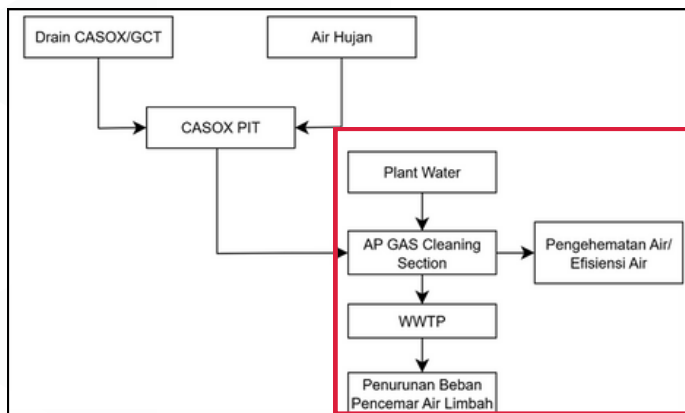 Drain CASOX/GCT
Air Hujan
CASOX PIT
Plant Water
AP GAS Cleaning
Section
Pengehematan Air/
Efisiensi Air
WWTP
Penurunan Beban
Pencemar Air Limbah